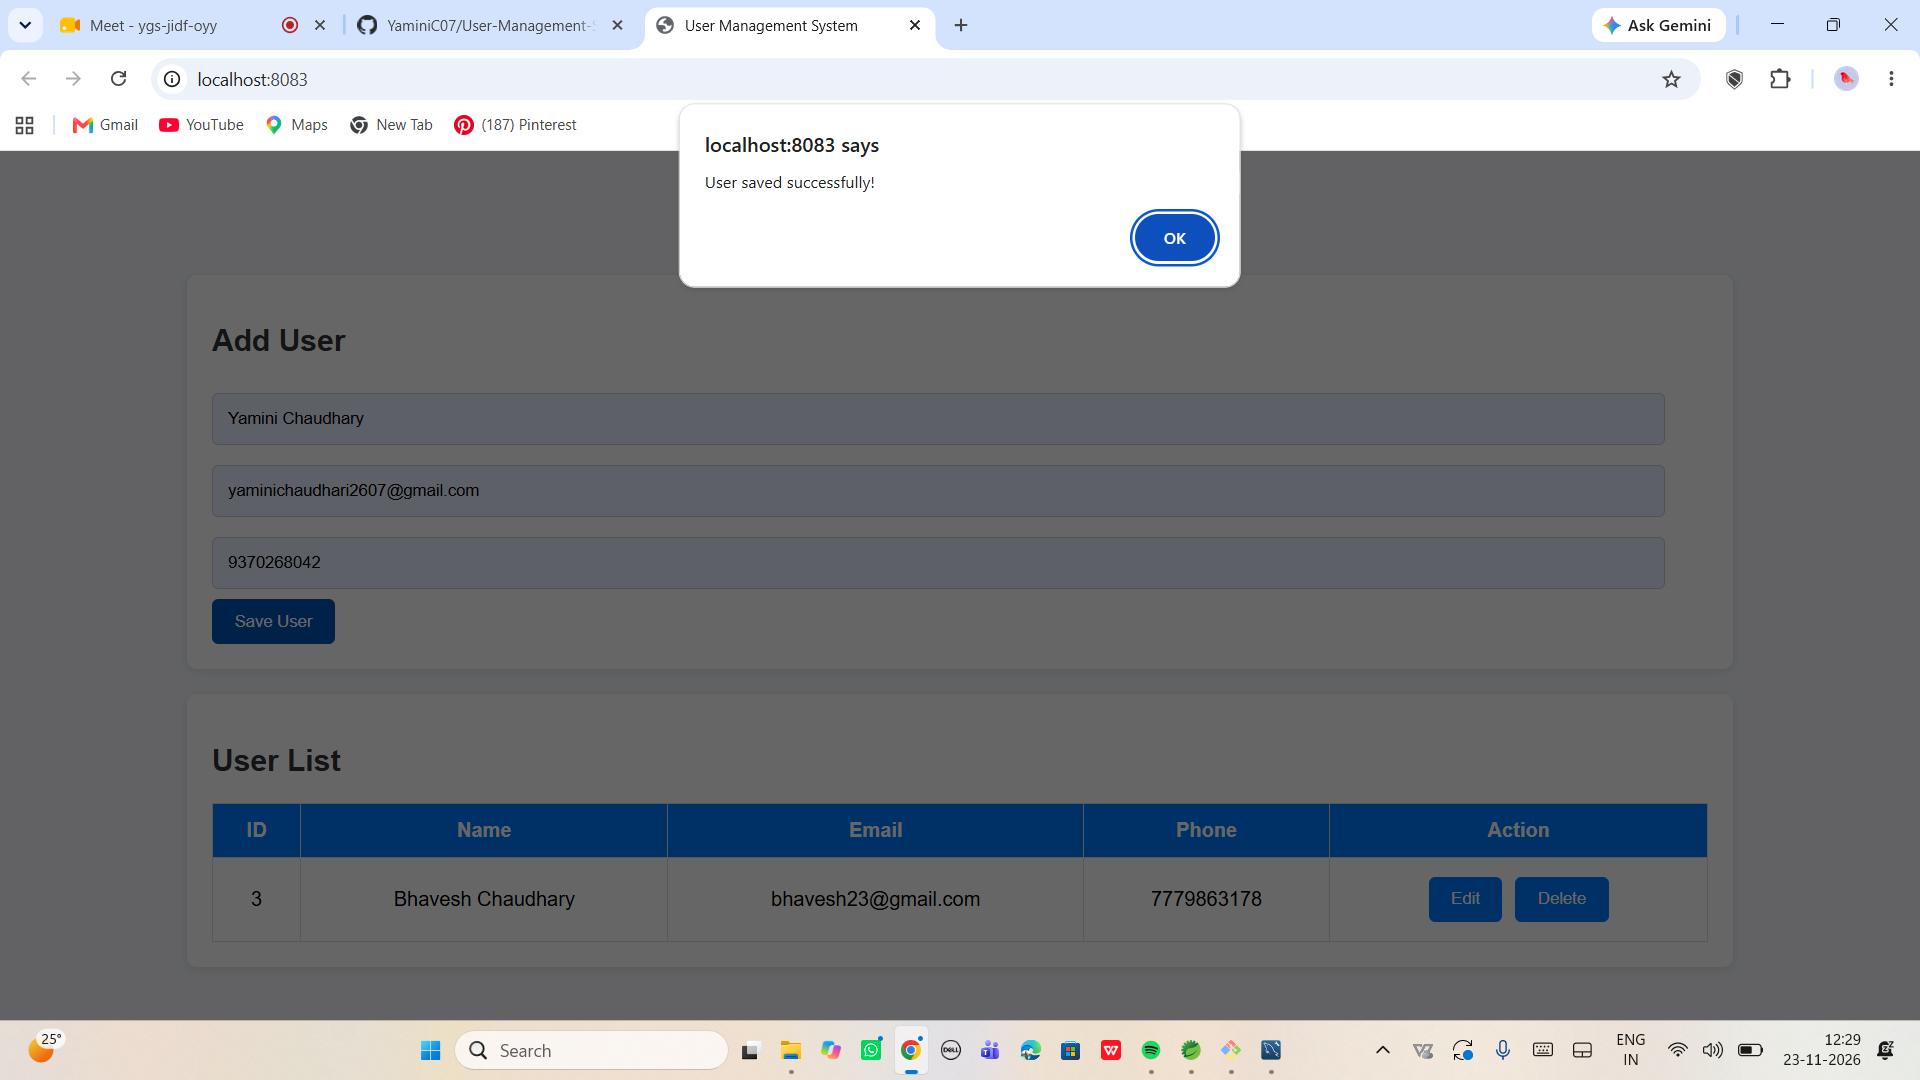 Meet - ygs-jidf-oyy
YaminiC07/User-Management-S
User Management System
Ask Gemini
localhost:8083
Gmail
YouTube
Maps
New Tab
(187) Pinterest
localhost:8083 says
User saved successfully!
OK
Add User
Yamini Chaudhary
yaminichaudhari2607@gmail.com
9370268042
Save User
User List
ID Name Email Phone Action
3 Bhavesh Chaudhary bhavesh23@gmail.com 7779863178 Edit Delete
25°
Search
DELL
ENG
IN
12:29
23-11-2026